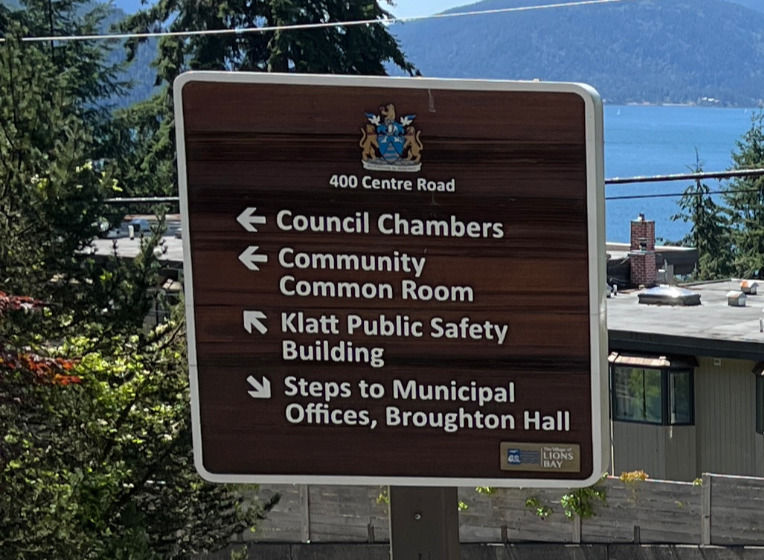 400 Centre Road
Council Chambers
Community
Common Room
Klatt Public Safety
Building
Steps to Municipal
Offices, Broughton Hall
The Village of
LIONS
BAY